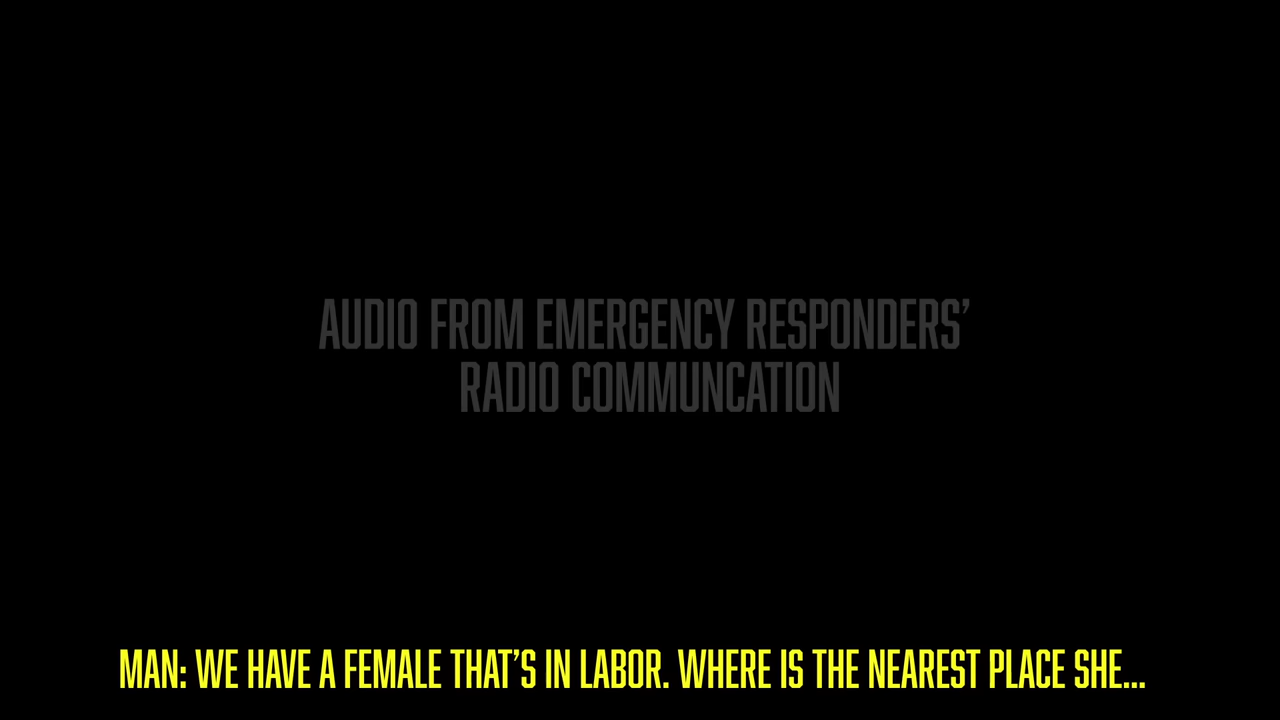 AUDIO FROM EMERGENCY RESPONDERS’
RADIO COMMUNCATION
MAN: WE HAVE A FEMALE THAT’S IN LABOR. WHERE IS THE NEAREST PLACE SHE...